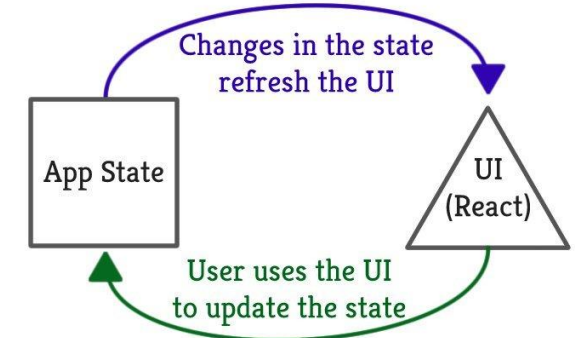 Changes in the state
refresh the UI
App State
UI
(React)
User uses the UI
to update the state